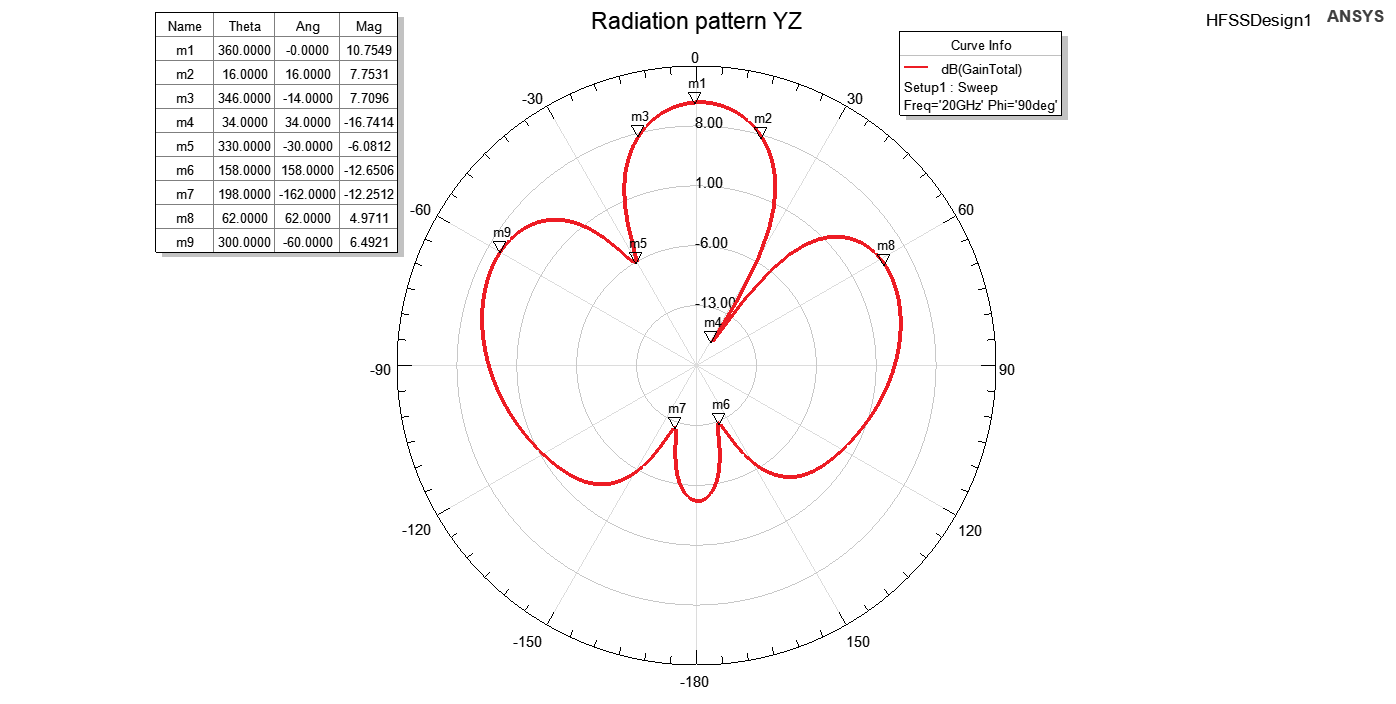 Radiation pattern YZ
HFSSDesign1
ANSYS
Name Theta Ang Mag
m1 360.0000 -0.0000 10.7549
m2 16.0000 16.0000 7.7531
m3 346.0000 -14.0000 7.7096
m4 34.0000 34.0000 -16.7414
m5 330.0000 -30.0000 -6.0812
m6 158.0000 158.0000 -12.6506
m7 198.0000 -162.0000 -12.2512
m8 62.0000 62.0000 4.9711
m9 300.0000 -60.0000 6.4921
Curve Info
dB(GainTotal)
Setup1 : Sweep
Freq='20GHz' Phi='90deg'
0
m1
-30
30
m3
m2
8.00
1.00
-60
60
m9
m5
-6.00
m8
-13.00
m4
-90
90
m7
m6
-120
120
-150
150
-180